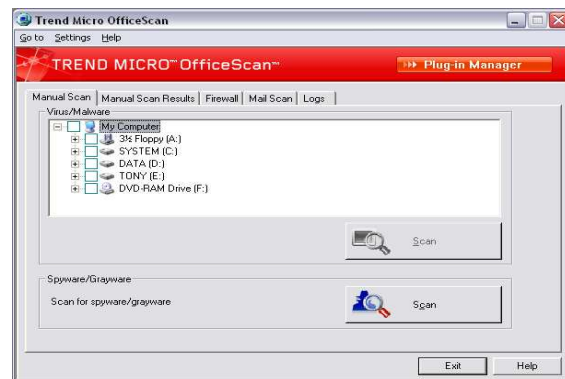 Trend Micro OfficeScan
Go to Settings Help
TREND MICRO™ OfficeScan™
Plug-in Manager
Manual Scan Manual Scan Results Firewall Mail Scan Logs
Virus/Malware
My Computer
3½ Floppy (A:)
SYSTEM (C:)
DATA (D:)
TONY (E:)
DVD-RAM Drive (F:)
Scan
Spyware/Grayware
Scan for spyware/grayware
Scan
Exit Help